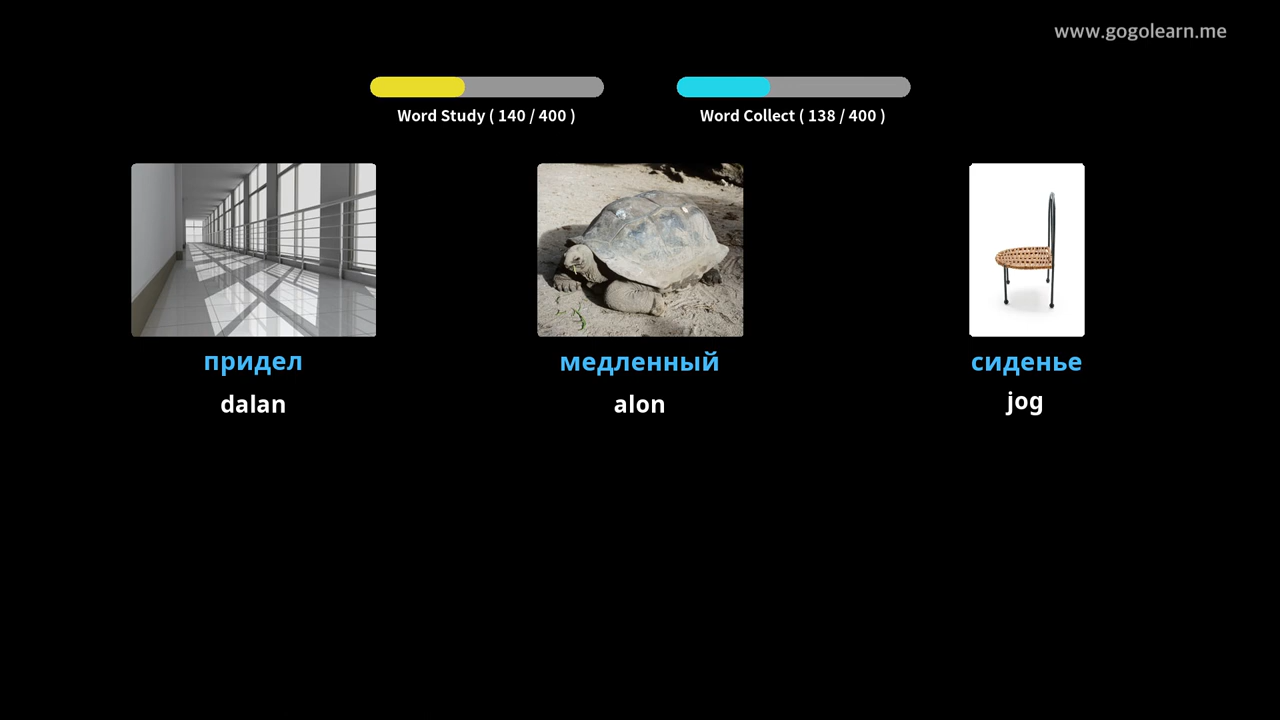 www.gogolearn.me
Word Study ( 140 / 400 )
Word Collect ( 138 / 400 )
придел
медленный
сиденье
dalan
alon
jog